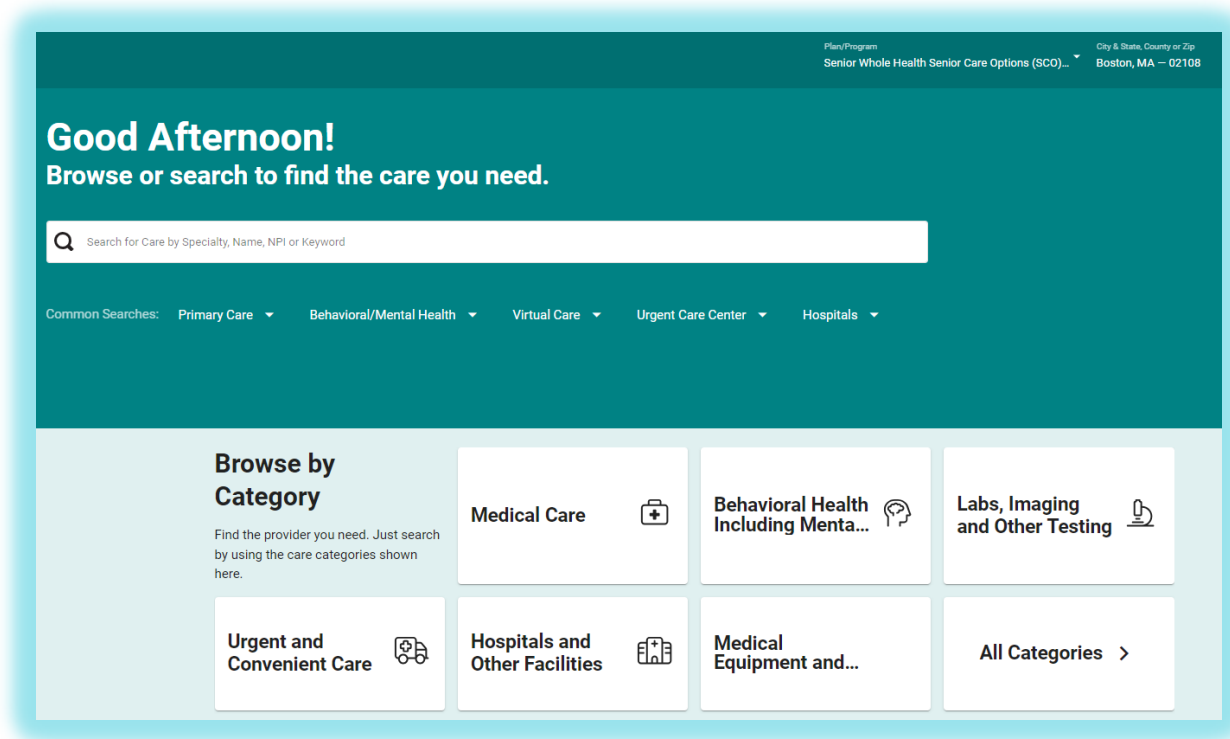 Plan/Program
Senior Whole Health Senior Care Options (SCO)...
City & State, County or Zip
Boston, MA — 02108
Good Afternoon!
Browse or search to find the care you need.
Search for Care by Specialty, Name, NPI or Keyword
Common Searches: Primary Care Behavioral/Mental Health Virtual Care Urgent Care Center Hospitals
Browse by
Category
Find the provider you need. Just search
by using the care categories shown
here.
Medical Care
Behavioral Health
Including Menta...
Labs, Imaging
and Other Testing
Urgent and
Convenient Care
Hospitals and
Other Facilities
Medical
Equipment and...
All Categories